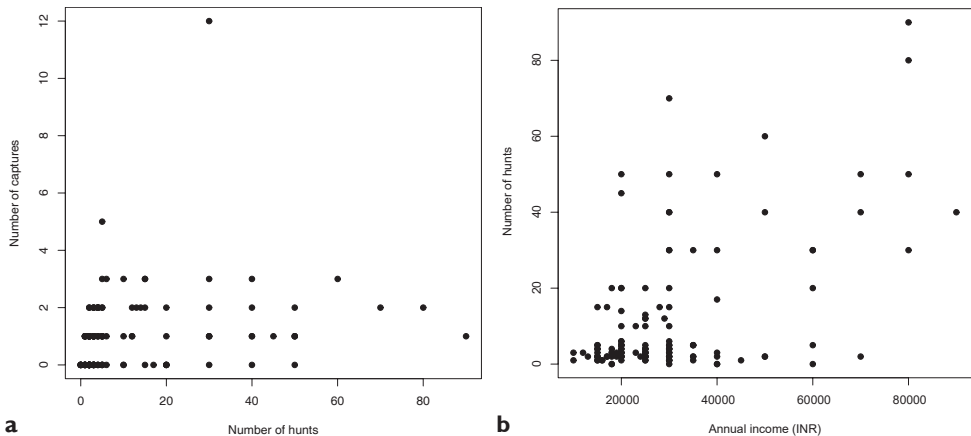 12
10
8
6
4
2
0
Number of captures
0 20 40 60 80
Number of hunts
a
80
60
40
20
0
Number of hunts
20000 40000 60000 80000
Annual income (INR)
b